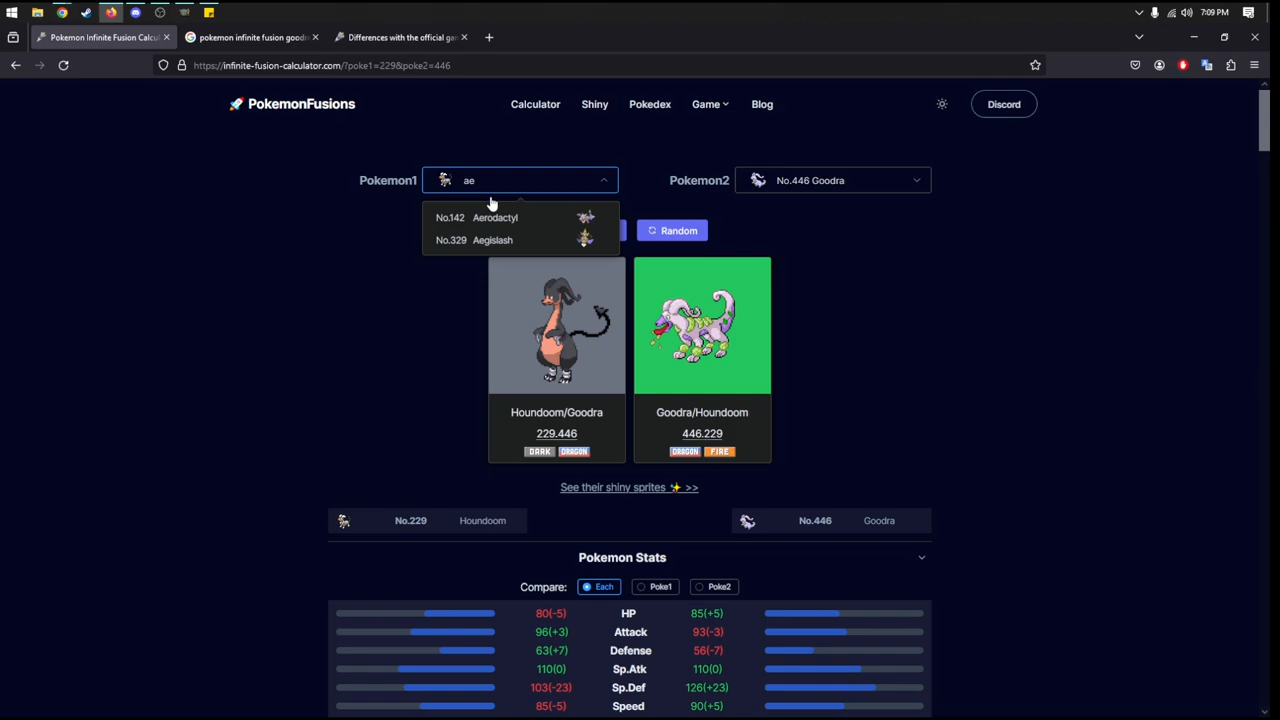 7:09 PM
Pokemon Infinite Fusion Calcu
pokemon infinite fusion goodr
Differences with the official gar
https://infinite-fusion-calculator.com/?poke1=229&poke2=446
PokemonFusions
Calculator Shiny Pokedex Game Blog
Discord
Pokemon1 ae
Pokemon2 No.446 Goodra
No.142 Aerodactyl
No.329 Aegislash
Random
Houndoom/Goodra Goodra/Houndoom
229.446 446.229
DARK DRAGON DRAGON FIRE
See their shiny sprites ✨ >>
No.229 Houndoom No.446 Goodra
Pokemon Stats
Compare: Each Poke1 Poke2
80(-5) HP 85(+5)
96(+3) Attack 93(-3)
63(+7) Defense 56(-7)
110(0) Sp.Atk 110(0)
103(-23) Sp.Def 126(+23)
85(-5) Speed 90(+5)